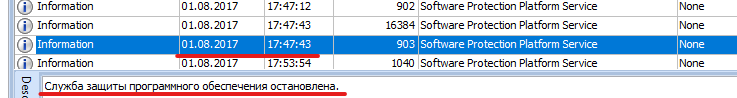 Information 01.08.2017 17:47:12 902 Software Protection Platform Service None
Information 01.08.2017 17:47:43 16384 Software Protection Platform Service None
Information 01.08.2017 17:47:43 903 Software Protection Platform Service None
Information 01.08.2017 17:53:54 1040 Software Protection Platform Service None
Desc
Служба защиты программного обеспечения остановлена.